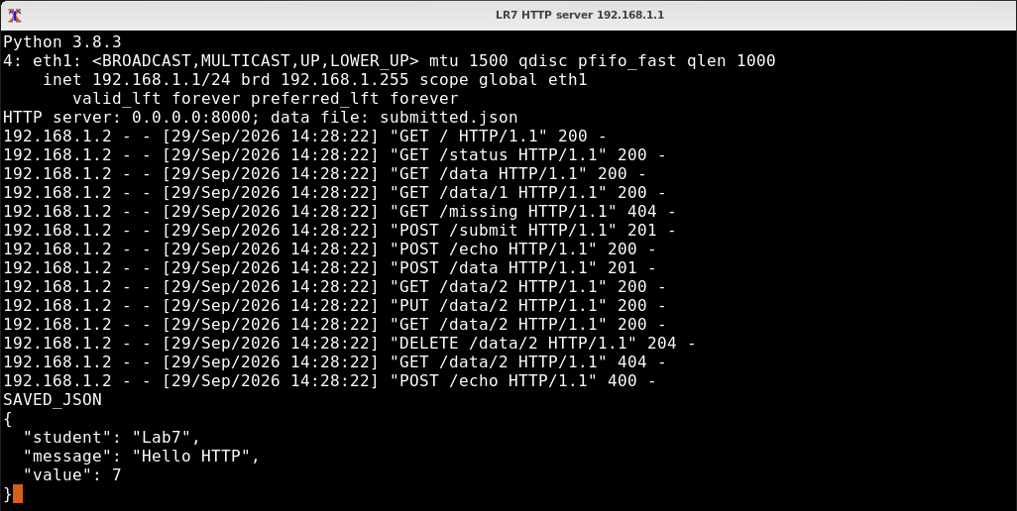 LR7 HTTP server 192.168.1.1
Python 3.8.3
4: eth1: <BROADCAST,MULTICAST,UP,LOWER_UP> mtu 1500 qdisc pfifo_fast qlen 1000
    inet 192.168.1.1/24 brd 192.168.1.255 scope global eth1
       valid_lft forever preferred_lft forever
HTTP server: 0.0.0.0:8000; data file: submitted.json
192.168.1.2 - - [29/Sep/2026 14:28:22] "GET / HTTP/1.1" 200 -
192.168.1.2 - - [29/Sep/2026 14:28:22] "GET /status HTTP/1.1" 200 -
192.168.1.2 - - [29/Sep/2026 14:28:22] "GET /data HTTP/1.1" 200 -
192.168.1.2 - - [29/Sep/2026 14:28:22] "GET /data/1 HTTP/1.1" 200 -
192.168.1.2 - - [29/Sep/2026 14:28:22] "GET /missing HTTP/1.1" 404 -
192.168.1.2 - - [29/Sep/2026 14:28:22] "POST /submit HTTP/1.1" 201 -
192.168.1.2 - - [29/Sep/2026 14:28:22] "POST /echo HTTP/1.1" 200 -
192.168.1.2 - - [29/Sep/2026 14:28:22] "POST /data HTTP/1.1" 201 -
192.168.1.2 - - [29/Sep/2026 14:28:22] "GET /data/2 HTTP/1.1" 200 -
192.168.1.2 - - [29/Sep/2026 14:28:22] "PUT /data/2 HTTP/1.1" 200 -
192.168.1.2 - - [29/Sep/2026 14:28:22] "GET /data/2 HTTP/1.1" 200 -
192.168.1.2 - - [29/Sep/2026 14:28:22] "DELETE /data/2 HTTP/1.1" 204 -
192.168.1.2 - - [29/Sep/2026 14:28:22] "GET /data/2 HTTP/1.1" 404 -
192.168.1.2 - - [29/Sep/2026 14:28:22] "POST /echo HTTP/1.1" 400 -
SAVED_JSON
{
  "student": "Lab7",
  "message": "Hello HTTP",
  "value": 7
}